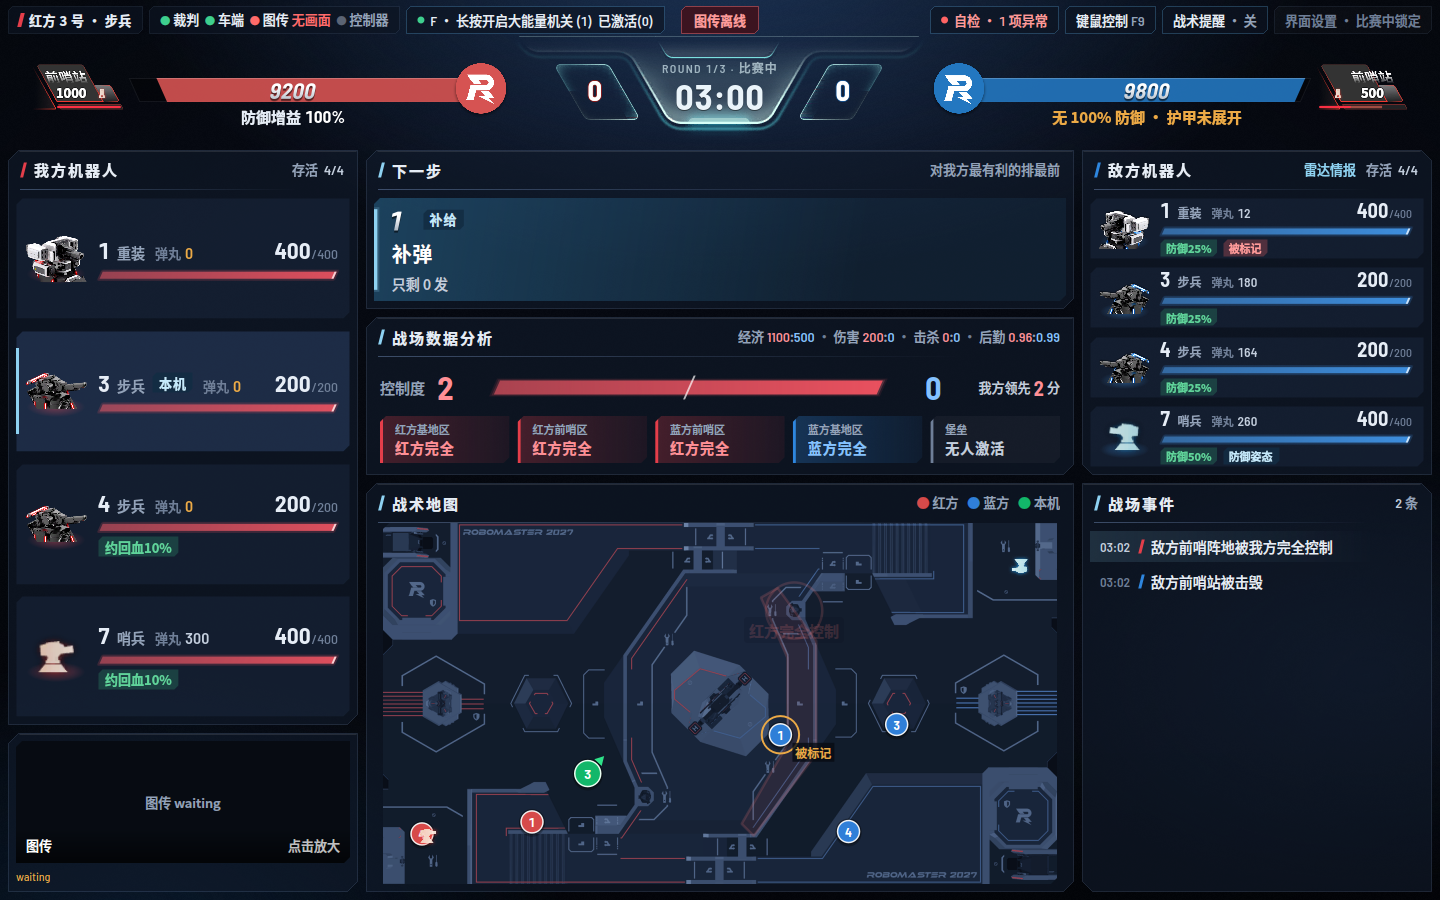 红方 3 号 · 步兵
裁判 车端 图传 无画面 控制器
F · 长按开启大能量机关 (1) 已激活(0)
图传离线
自检 · 1 项异常
键鼠控制 F9
战术提醒 · 关
界面设置 · 比赛中锁定
前哨站
1000
9200
防御增益 100%
0
ROUND 1/3 · 比赛中
03:00
0
9800
无 100% 防御 · 护甲未展开
前哨站
500
我方机器人
存活 4/4
1 重装 弹丸 0 400/400
3 步兵 本机 弹丸 0 200/200
4 步兵 弹丸 0 200/200
约回血10%
7 哨兵 弹丸 300 400/400
约回血10%
图传 waiting
图传 点击放大
waiting
下一步
对我方最有利的排最前
1 补给
补弹
只剩 0 发
战场数据分析
经济 1100:500 · 伤害 200:0 · 击杀 0:0 · 后勤 0.96:0.99
控制度 2
0 我方领先 2 分
红方基地区
红方完全
红方前哨区
红方完全
蓝方前哨区
红方完全
蓝方基地区
蓝方完全
堡垒
无人激活
战术地图
红方 蓝方 本机
ROBOMASTER 2027
红方完全控制
3
1
被标记
3
1
4
ROBOMASTER 2027
敌方机器人
雷达情报 存活 4/4
1 重装 弹丸 12 400/400
防御25% 被标记
3 步兵 弹丸 180 200/200
防御25%
4 步兵 弹丸 164 200/200
防御25%
7 哨兵 弹丸 260 400/400
防御50% 防御姿态
战场事件
2 条
03:02 敌方前哨阵地被我方完全控制
03:02 敌方前哨站被击毁